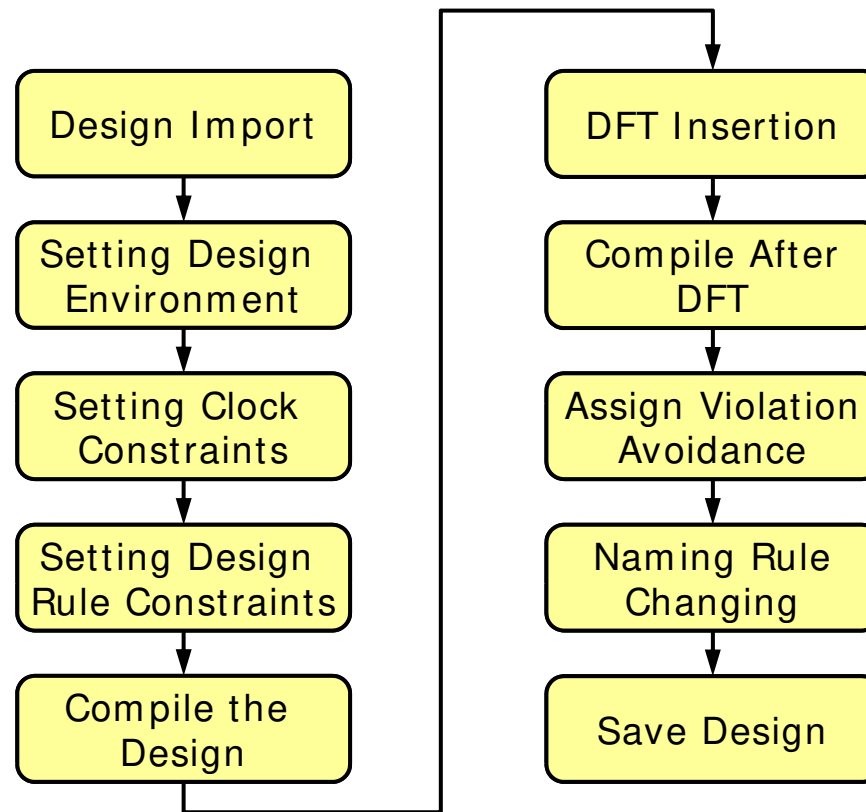 Design Import
Setting Design
Environment
Setting Clock
Constraints
Setting Design
Rule Constraints
Compile the
Design
DFT Insertion
Compile After
DFT
Assign Violation
Avoidance
Naming Rule
Changing
Save Design